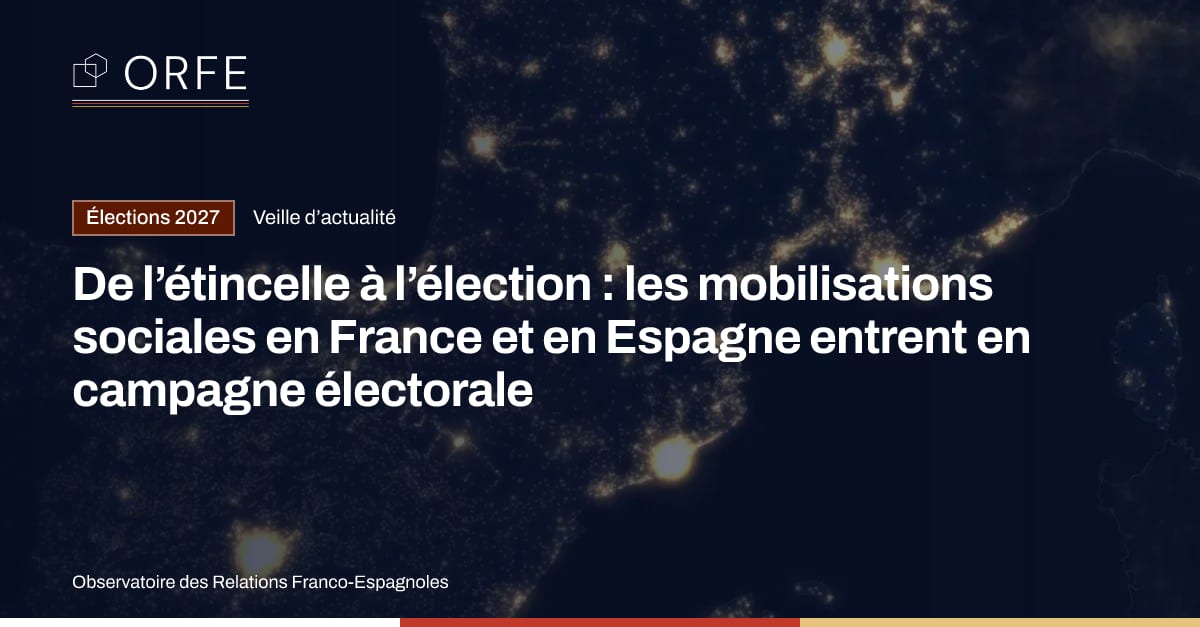 ORFE
Élections 2027 Veille d’actualité
De l’étincelle à l’élection : les mobilisations
sociales en France et en Espagne entrent en
campagne électorale
Observatoire des Relations Franco-Espagnoles